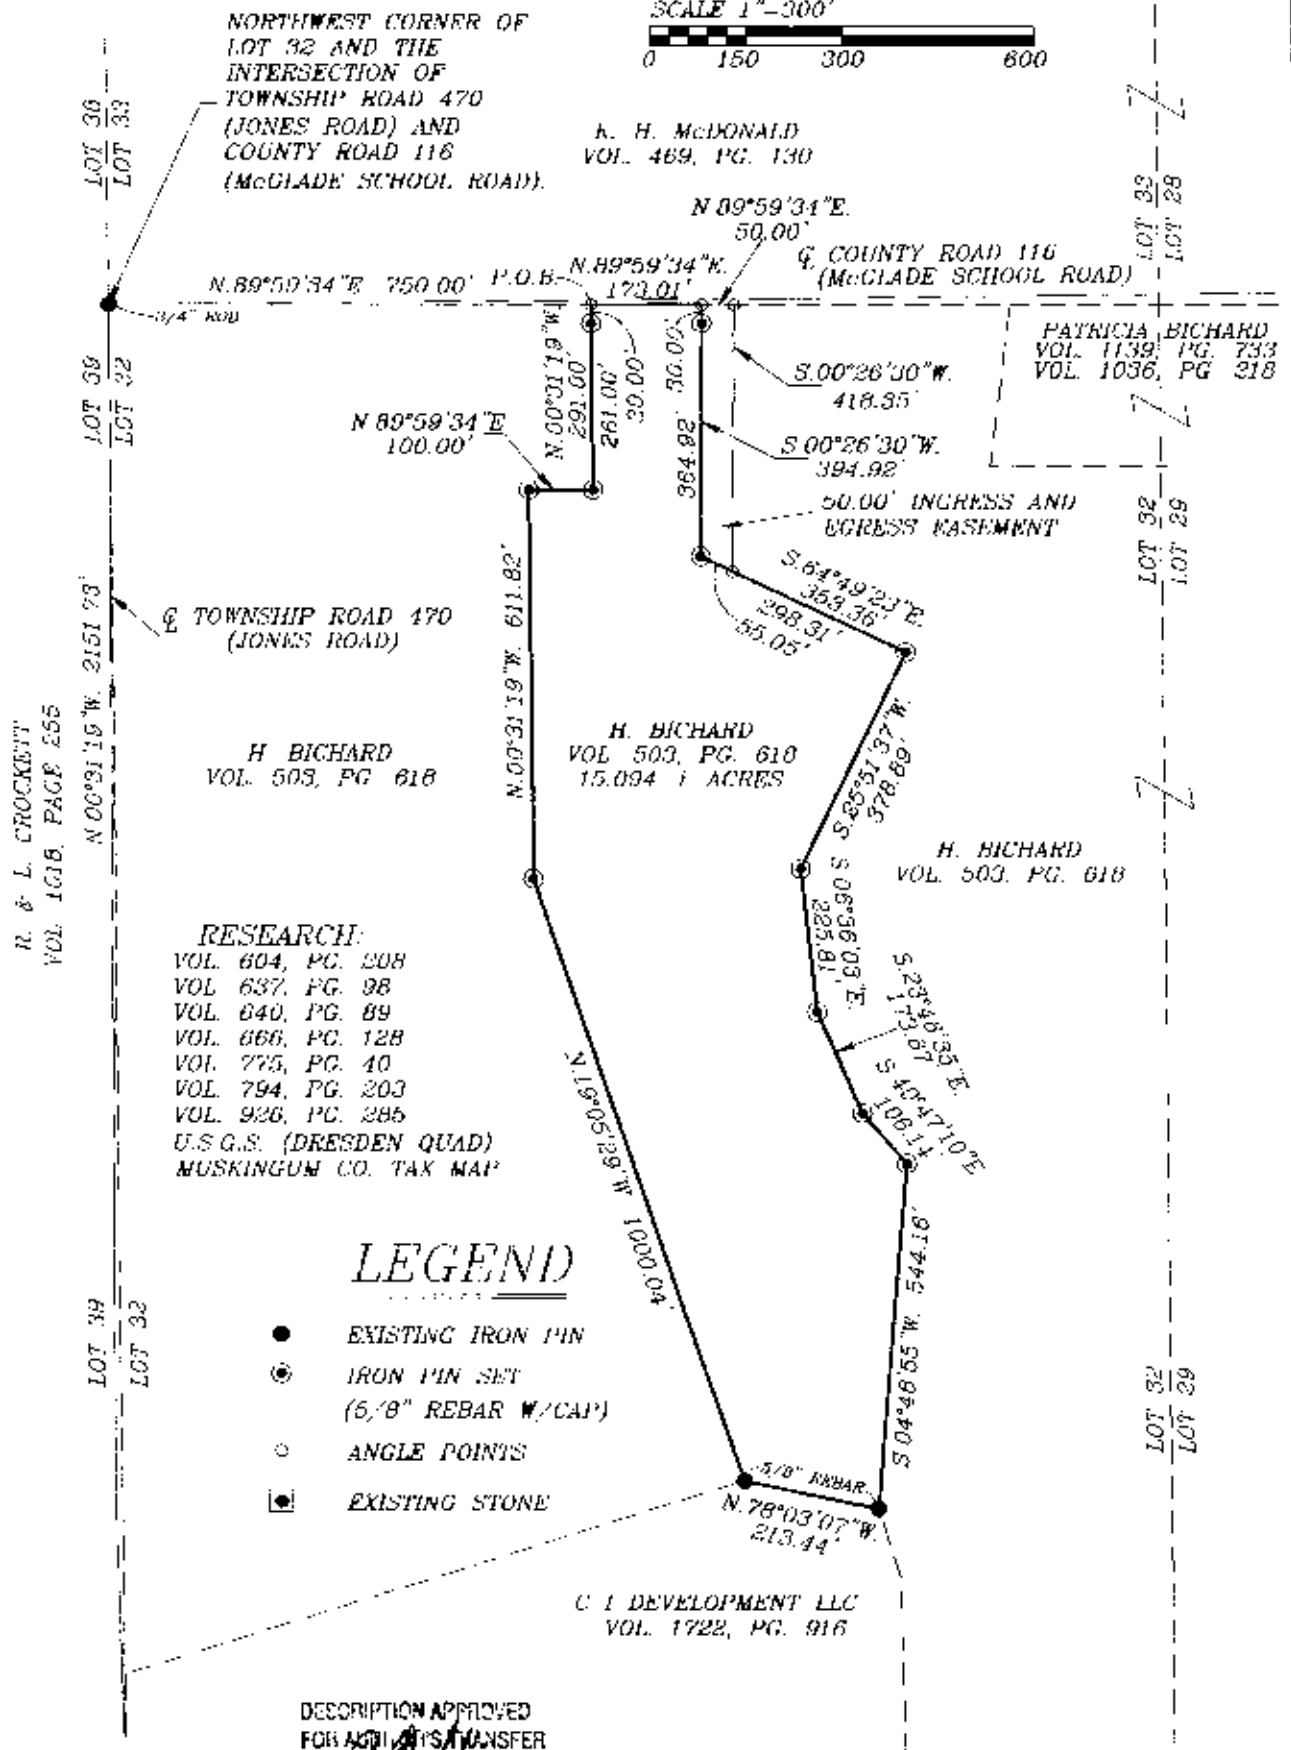 SCALE 1"=300'
0 150 300 600
NORTHWEST CORNER OF
LOT 32 AND THE
INTERSECTION OF
TOWNSHIP ROAD 470
(JONES ROAD) AND
COUNTY ROAD 116
(McGLADE SCHOOL ROAD).
LOT 33
LOT 33
LOT 28
K. H. McDONALD
VOL. 469, PG. 130
N 89°59'34"E.
50.00'
℄ COUNTY ROAD 116
(McGLADE SCHOOL ROAD)
N.89°59'34"E 750.00'
P.O.B.
N.89°59'34"E.
173.01'
3/4" ROD
PATRICIA BICHARD
VOL. 1139, PG. 733
VOL. 1036, PG 218
LOT 39
LOT 32
N.00°31'19"W.
291.00'
261.00'
30.00'
30.00'
364.92'
S.00°26'30"W.
418.35'
N 89°59'34"E
100.00'
S.00°26'30"W.
394.92'
50.00' INGRESS AND
EGRESS EASEMENT
LOT 32
LOT 29
S.64°49'23"E.
353.36'
298.31'
55.05'
℄ TOWNSHIP ROAD 470
(JONES ROAD)
N 00°31'19"W. 2151.73'
N.00°31'19"W. 611.82'
R. & L. CROCKETT
VOL. 1018, PAGE 255
H BICHARD
VOL. 503, PG 618
H. BICHARD
VOL 503, PG. 618
15.094 ± ACRES
S.25°51'37"W.
378.89'
H. BICHARD
VOL. 503, PG. 618
S 06°36'03"E.
225.81'
S.23°46'35"E.
173.67
S 40°47'10"E
106.14'
RESEARCH:
VOL. 604, PG. 208
VOL 637, PG. 98
VOL. 640, PG. 89
VOL. 666, PG. 128
VOL. 775, PG. 40
VOL. 794, PG. 203
VOL. 926, PG. 285
U.S.G.S. (DRESDEN QUAD)
MUSKINGUM CO. TAX MAP
N.19°05'29"W 1000.04'
S 04°48'55"W. 544.16'
LEGEND
EXISTING IRON PIN
IRON PIN SET
(5/8" REBAR W/CAP)
ANGLE POINTS
EXISTING STONE
LOT 39
LOT 32
LOT 32
LOT 29
5/8" REBAR
N.78°03'07"W.
213.44'
C I DEVELOPMENT LLC
VOL. 1722, PG. 916
DESCRIPTION APPROVED
FOR TRANSFER